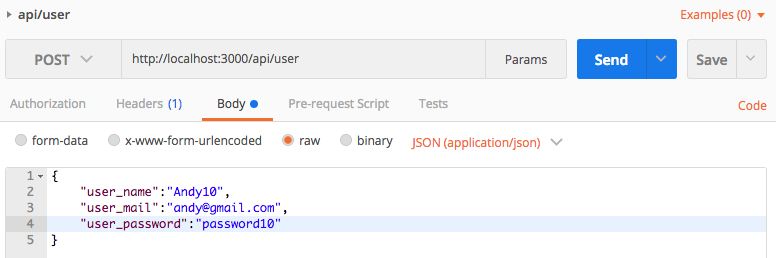 api/user Examples (0)
POST http://localhost:3000/api/user Params Send Save
Authorization Headers (1) Body Pre-request Script Tests Code
form-data x-www-form-urlencoded raw binary JSON (application/json)
1 {
2 "user_name":"Andy10",
3 "user_mail":"andy@gmail.com",
4 "user_password":"password10"
5 }